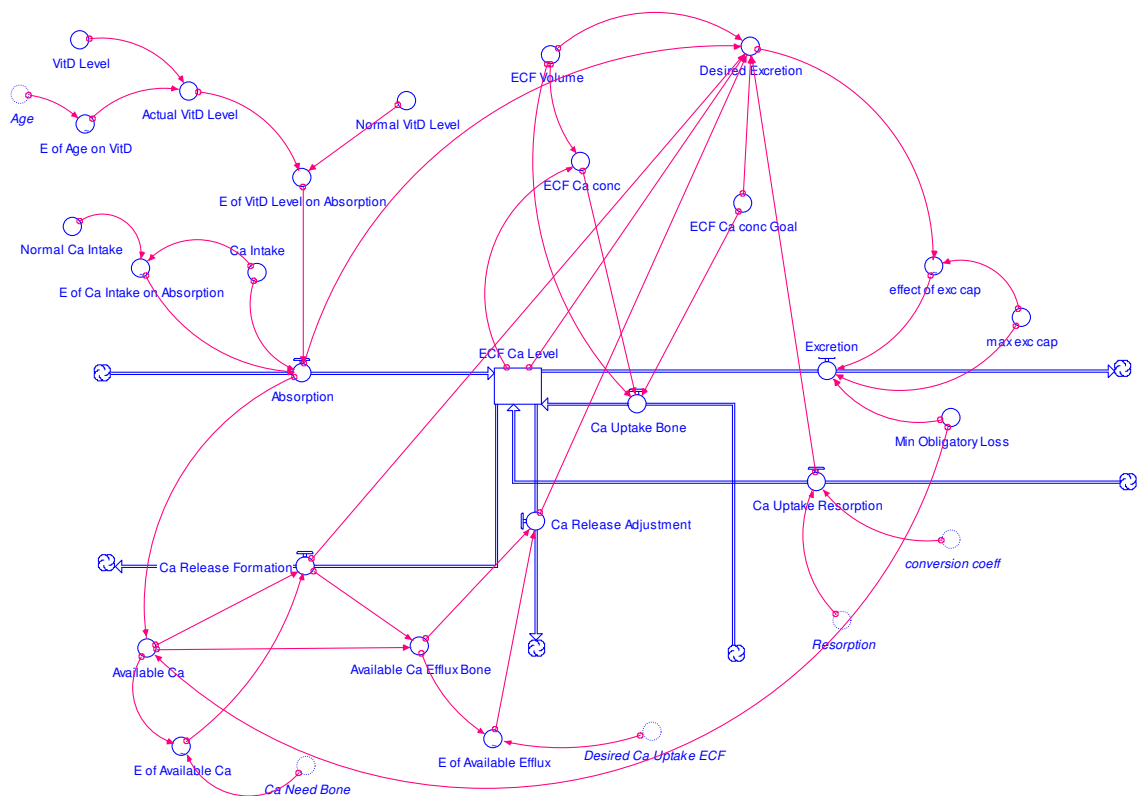 VitD Level
ECF Volume
Desired Excretion
Age
Actual VitD Level
Normal VitD Level
E of Age on VitD
ECF Ca conc
E of VitD Level on Absorption
ECF Ca conc Goal
Normal Ca Intake
Ca Intake
E of Ca Intake on Absorption
effect of exc cap
max exc cap
Excretion
ECF Ca Level
Absorption
Ca Uptake Bone
Min Obligatory Loss
Ca Uptake Resorption
Ca Release Adjustment
conversion coeff
Ca Release Formation
Resorption
Available Ca
Available Ca Efflux Bone
Desired Ca Uptake ECF
E of Available Efflux
E of Available Ca
Ca Need Bone